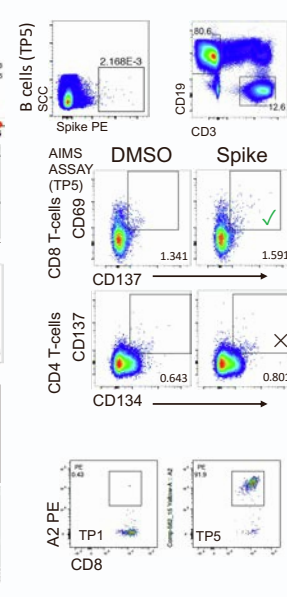 B cells (TP5)
SCC
2.168E-3
Spike PE
80.6
CD19
12.6
CD3
AIMS
ASSAY
(TP5)
DMSO
Spike
CD8 T-cells
CD69
1.341
1.591
CD137
CD4 T-cells
CD137
0.643
0.801
CD134
A2 PE
PE
0.43
TP1
CD8
PE
91.9
TP5